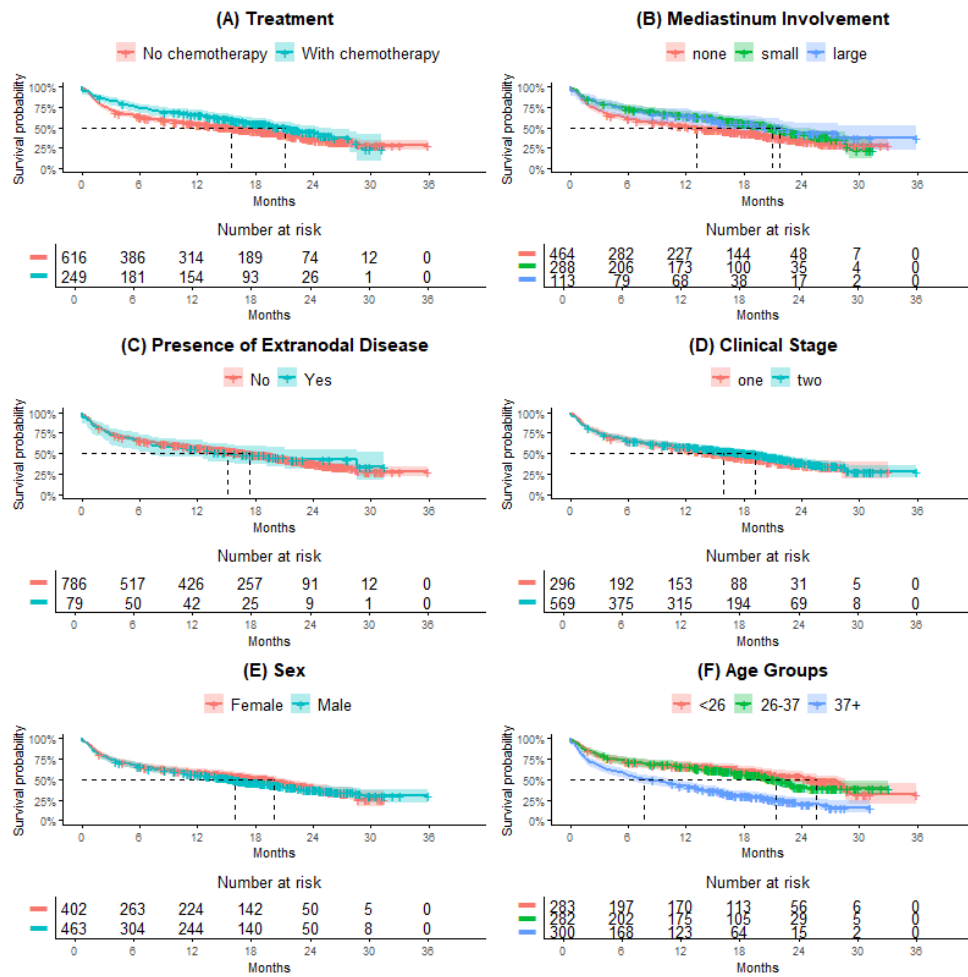 (A) Treatment
No chemotherapy With chemotherapy
Survival probability
100%
75%
50%
25%
0%
0 6 12 18 24 30 36
Months
Number at risk
616 386 314 189 74 12 0
249 181 154 93 26 1 0
0 6 12 18 24 30 36
Months
(B) Mediastinum Involvement
none small large
Survival probability
100%
75%
50%
25%
0%
0 6 12 18 24 30 36
Months
Number at risk
464 282 227 144 48 7 0
288 206 173 100 35 4 0
113 79 68 38 17 2 0
0 6 12 18 24 30 36
Months
(C) Presence of Extranodal Disease
No Yes
Survival probability
100%
75%
50%
25%
0%
0 6 12 18 24 30 36
Months
Number at risk
786 517 426 257 91 12 0
79 50 42 25 9 1 0
0 6 12 18 24 30 36
Months
(D) Clinical Stage
one two
Survival probability
100%
75%
50%
25%
0%
0 6 12 18 24 30 36
Months
Number at risk
296 192 153 88 31 5 0
569 375 315 194 69 8 0
0 6 12 18 24 30 36
Months
(E) Sex
Female Male
Survival probability
100%
75%
50%
25%
0%
0 6 12 18 24 30 36
Months
Number at risk
402 263 224 142 50 5 0
463 304 244 140 50 8 0
0 6 12 18 24 30 36
Months
(F) Age Groups
<26 26-37 37+
Survival probability
100%
75%
50%
25%
0%
0 6 12 18 24 30 36
Months
Number at risk
283 197 170 113 56 6 0
282 202 175 105 29 5 0
300 168 123 64 15 2 0
0 6 12 18 24 30 36
Months